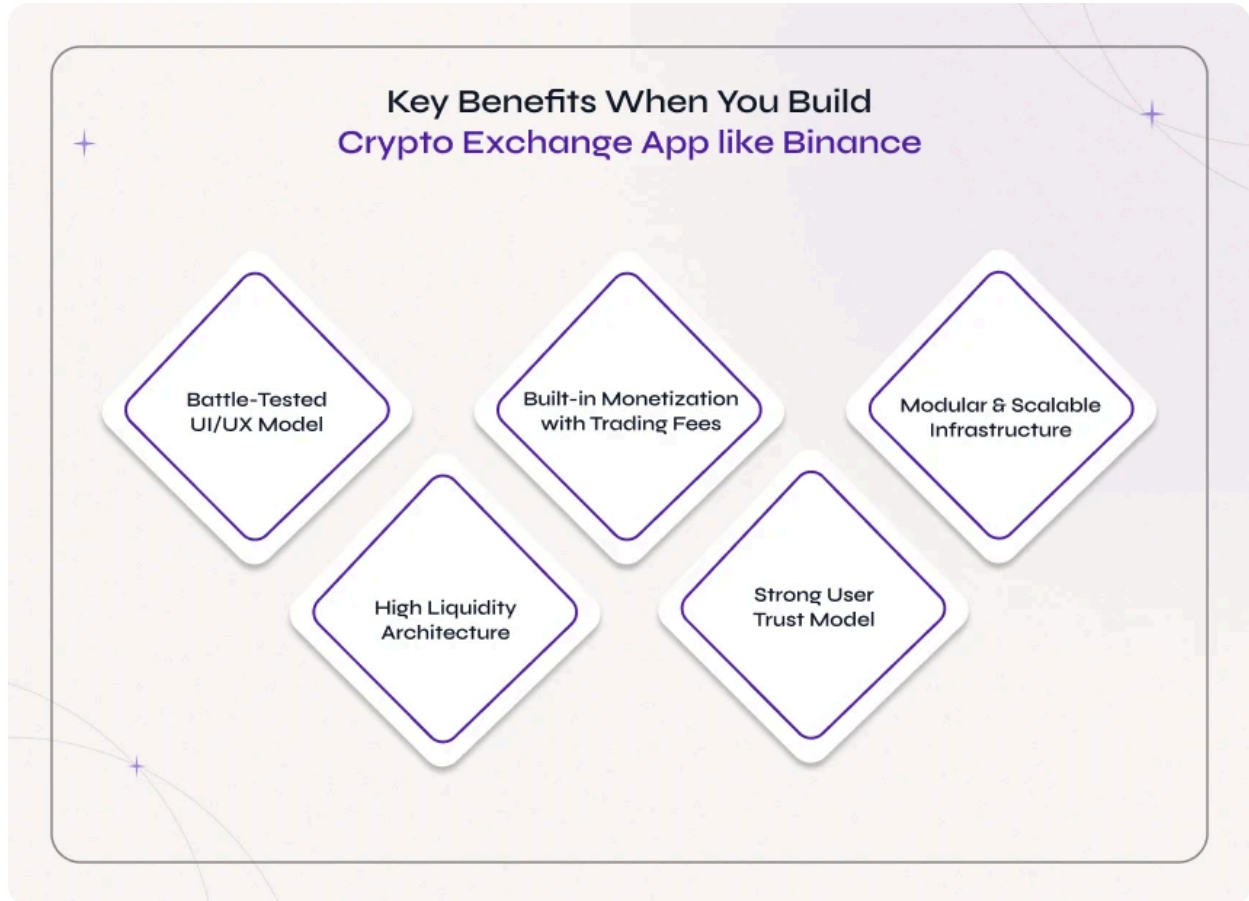 Key Benefits When You Build
Crypto Exchange App like Binance
Battle-Tested
UI/UX Model
Built-in Monetization
with Trading Fees
Modular & Scalable
Infrastructure
High Liquidity
Architecture
Strong User
Trust Model